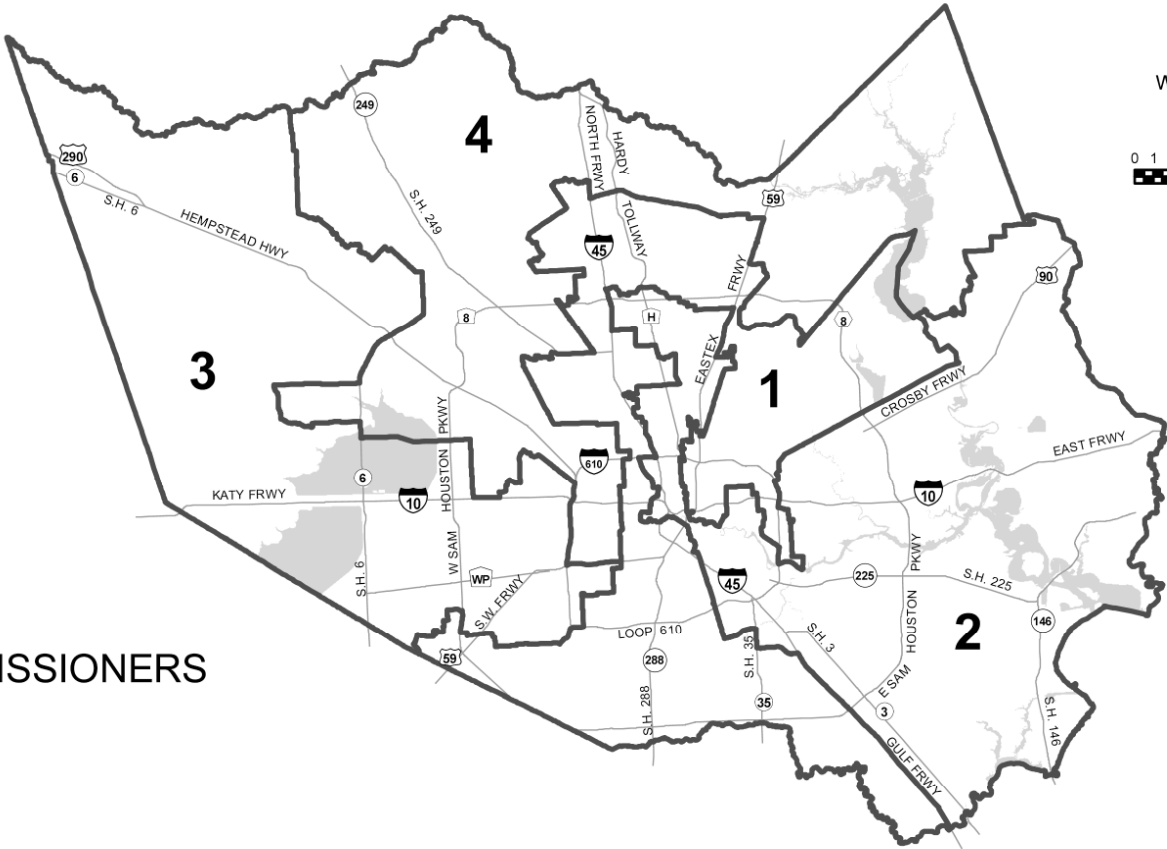 W
0 1
249
4
NORTH FRWY
HARDY
290
6
S.H. 6
59
S.H. 249
HEMPSTEAD HWY
TOLLWAY
45
FRWY
90
8
H
8
EASTEX
3
1
CROSBY FRWY
HOUSTON PKWY
EAST FRWY
610
6
KATY FRWY
10
10
W SAM
PKWY
S.H. 6
WP
45
225
S.H. 225
S.W. FRWY
HOUSTON
146
LOOP 610
S.H. 3
2
59
288
S.H. 35
ISSIONERS
E SAM
S.H. 288
35
3
S.H. 146
GULF FRWY